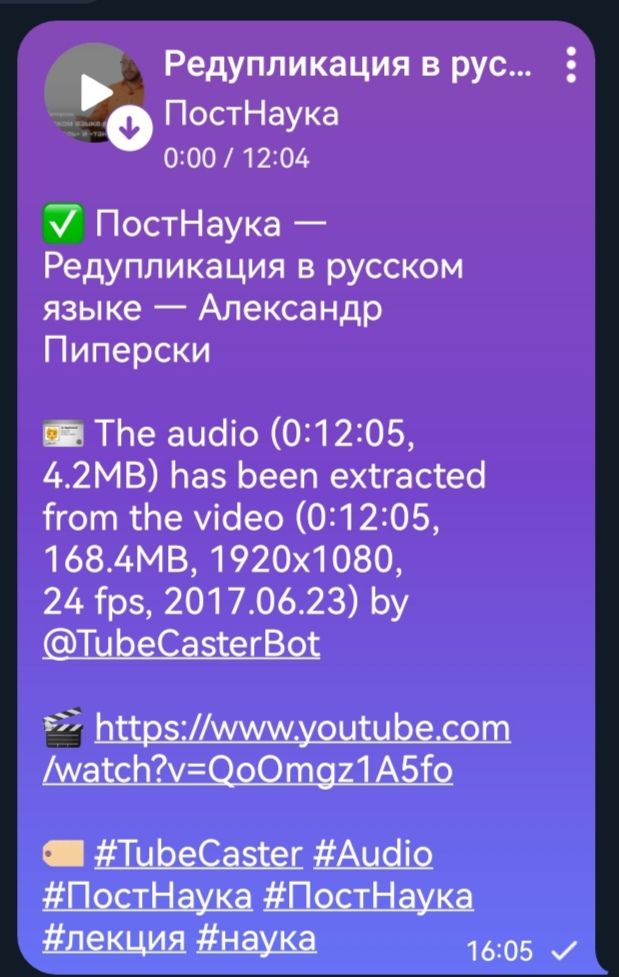 Редупликация в рус...
ПостНаука
0:00 / 12:04
✅ ПостНаука —
Редупликация в русском
языке — Александр
Пиперски
🪪 The audio (0:12:05,
4.2MB) has been extracted
from the video (0:12:05,
168.4MB, 1920x1080,
24 fps, 2017.06.23) by
@TubeCasterBot
🎬 https://www.youtube.com
/watch?v=QoOmgz1A5fo
🏷 #TubeCaster #Audio
#ПостНаука #ПостНаука
#лекция #наука
16:05